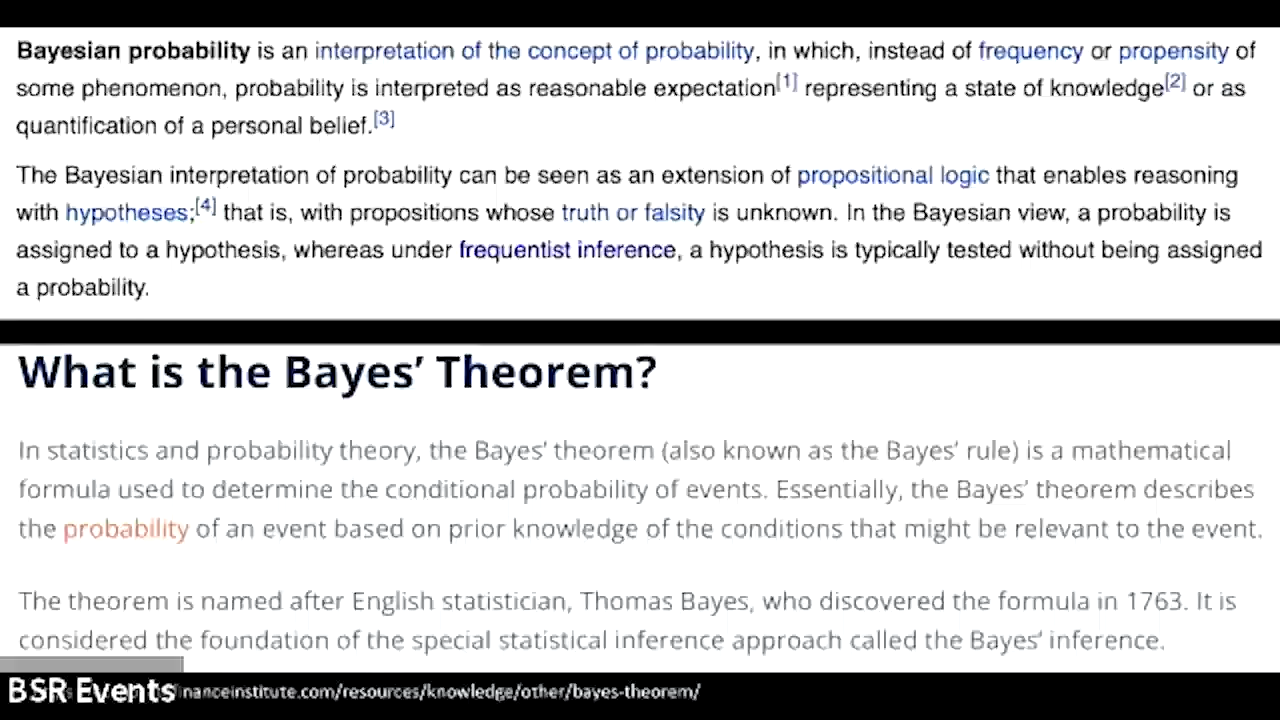 Bayesian probability is an interpretation of the concept of probability, in which, instead of frequency or propensity of
some phenomenon, probability is interpreted as reasonable expectation[1] representing a state of knowledge[2] or as
quantification of a personal belief.[3]
The Bayesian interpretation of probability can be seen as an extension of propositional logic that enables reasoning
with hypotheses;[4] that is, with propositions whose truth or falsity is unknown. In the Bayesian view, a probability is
assigned to a hypothesis, whereas under frequentist inference, a hypothesis is typically tested without being assigned
a probability.
What is the Bayes’ Theorem?
In statistics and probability theory, the Bayes’ theorem (also known as the Bayes’ rule) is a mathematical
formula used to determine the conditional probability of events. Essentially, the Bayes’ theorem describes
the probability of an event based on prior knowledge of the conditions that might be relevant to the event.
The theorem is named after English statistician, Thomas Bayes, who discovered the formula in 1763. It is
considered the foundation of the special statistical inference approach called the Bayes’ inference.
BSR Events nanceinstitute.com/resources/knowledge/other/bayes-theorem/